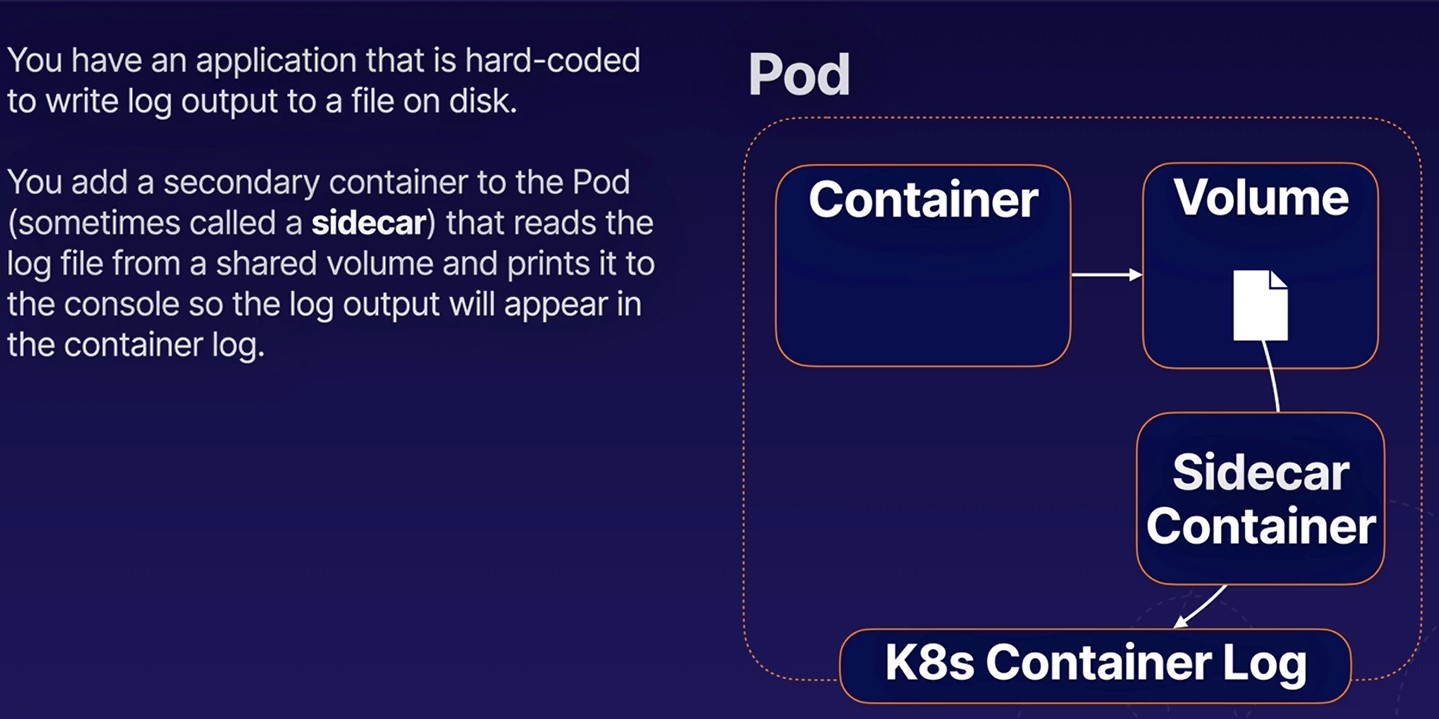 You have an application that is hard-coded
to write log output to a file on disk.
You add a secondary container to the Pod
(sometimes called a sidecar) that reads the
log file from a shared volume and prints it to
the console so the log output will appear in
the container log.
Pod
Container
Volume
Sidecar
Container
K8s Container Log